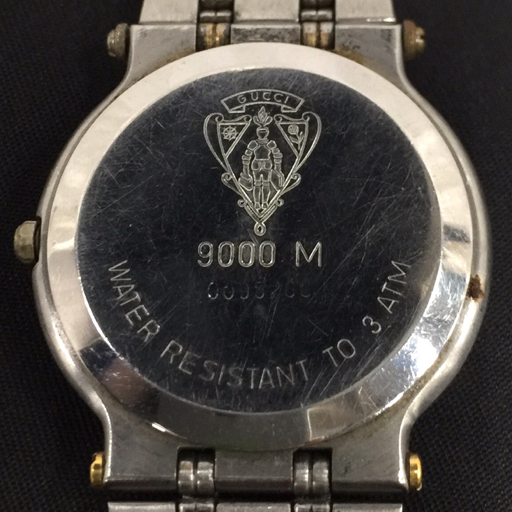 GUCCI
9000 M
WATER RESISTANT TO 3 ATM